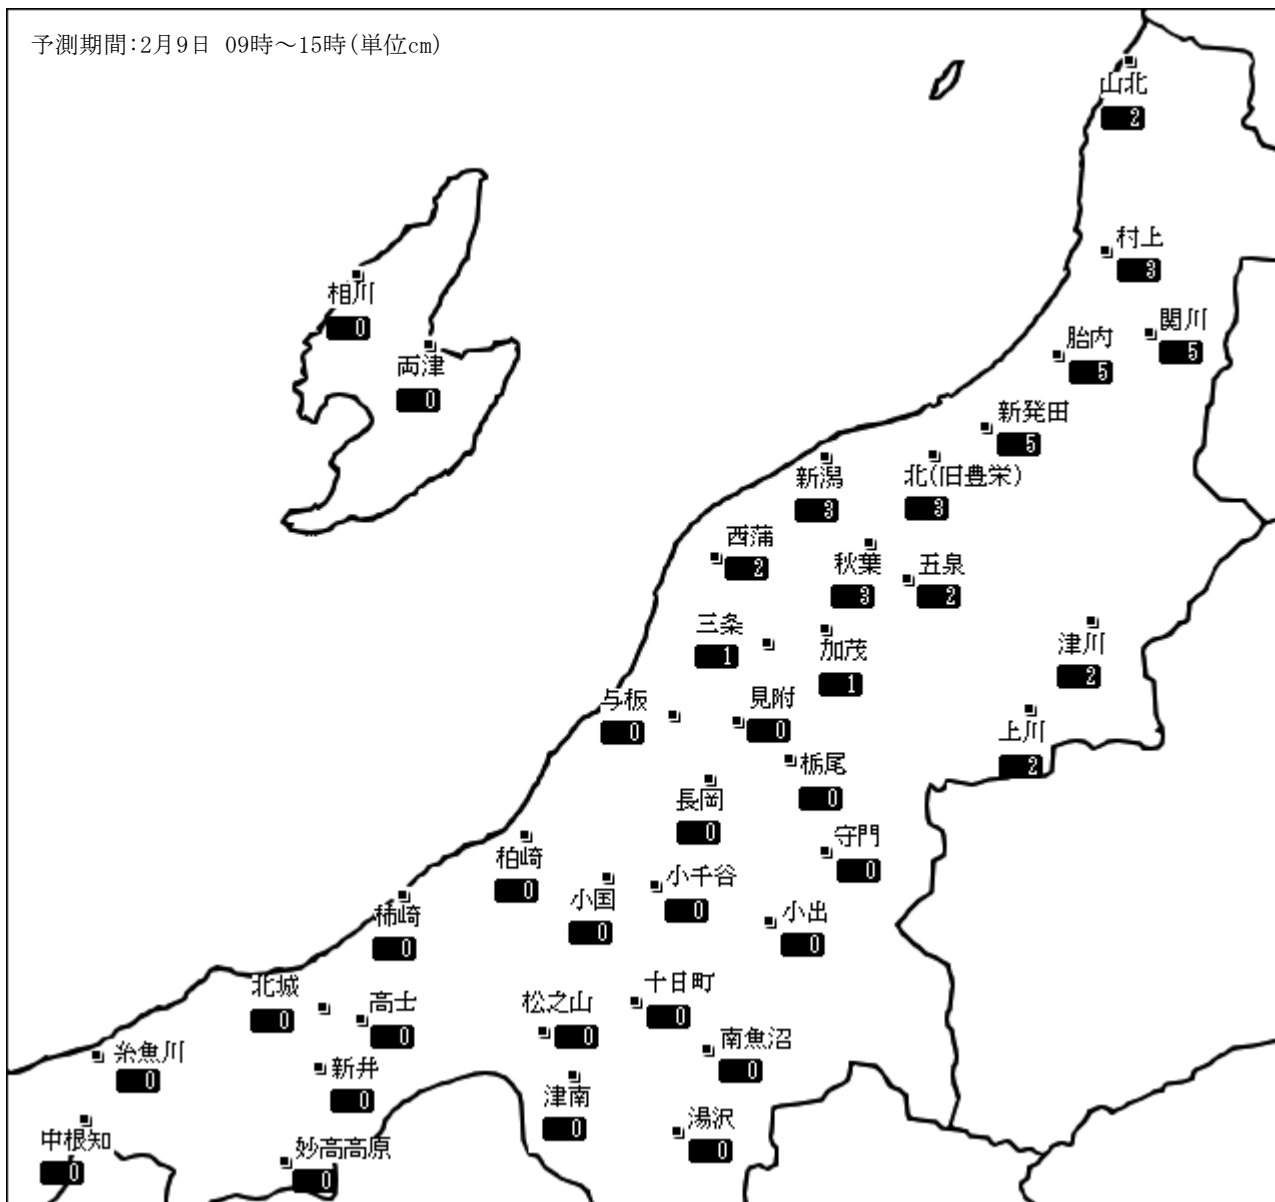 予測期間:2月9日 09時～15時(単位cm)
山北
2
村上
3
相川
0
関川
5
胎内
5
両津
0
新発田
5
新潟
3
北(旧豊栄)
3
西蒲
2
秋葉
3
五泉
2
三条
1
加茂
1
津川
2
与板
0
見附
0
上川
2
栃尾
0
長岡
0
守門
0
柏崎
0
小国
0
小千谷
0
小出
0
柿崎
0
北城
0
高士
0
松之山
0
十日町
0
南魚沼
0
糸魚川
0
新井
0
津南
0
湯沢
0
中根知
0
妙高高原
0